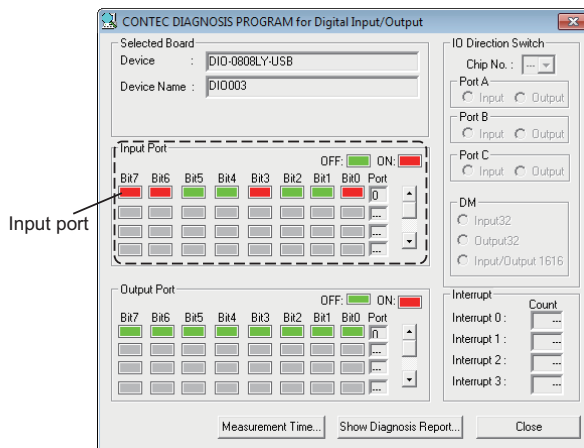 CONTEC DIAGNOSIS PROGRAM for Digital Input/Output
Selected Board
Device : DIO-0808LY-USB
Device Name : DIO003
Input Port
OFF: ON:
Bit7 Bit6 Bit5 Bit4 Bit3 Bit2 Bit1 Bit0 Port
0
---
---
---
Input port
Output Port
OFF: ON:
Bit7 Bit6 Bit5 Bit4 Bit3 Bit2 Bit1 Bit0 Port
0
---
---
---
IO Direction Switch
Chip No. : ---
Port A
Input Output
Port B
Input Output
Port C
Input Output
DM
Input32
Output32
Input/Output 1616
Interrupt
Count
Interrupt 0 : ---
Interrupt 1 : ---
Interrupt 2 : ---
Interrupt 3 : ---
Measurement Time... Show Diagnosis Report... Close